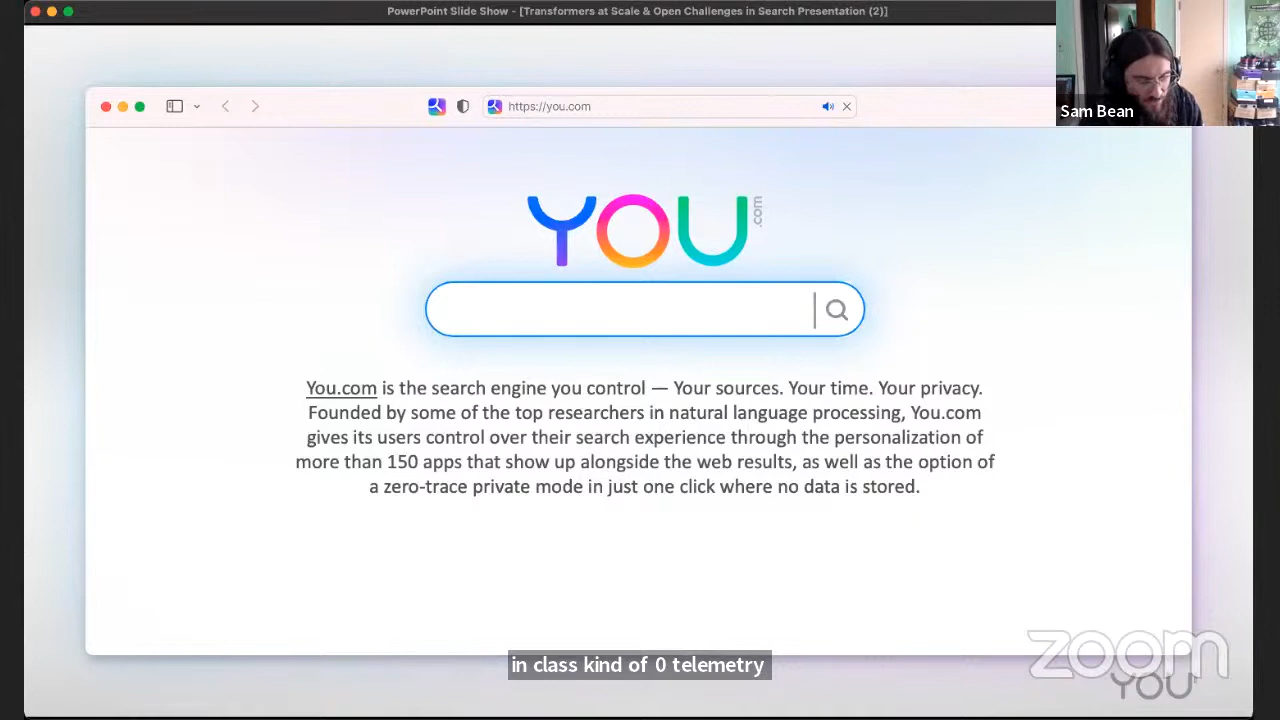 PowerPoint Slide Show - [Transformers at Scale & Open Challenges in Search Presentation (2)]
Sam Bean
https://you.com
YOU.com
You.com is the search engine you control — Your sources. Your time. Your privacy.
Founded by some of the top researchers in natural language processing, You.com
gives its users control over their search experience through the personalization of
more than 150 apps that show up alongside the web results, as well as the option of
a zero-trace private mode in just one click where no data is stored.
in class kind of 0 telemetry
zoom
YOU